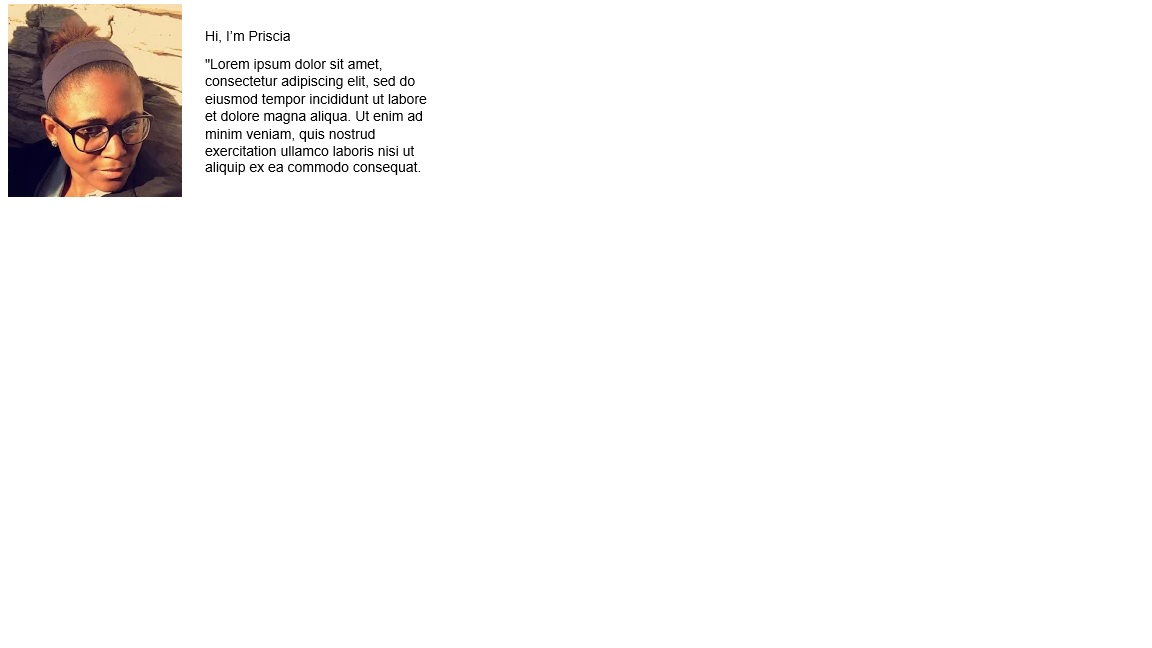 Hi, I’m Priscia
"Lorem ipsum dolor sit amet,
consectetur adipiscing elit, sed do
eiusmod tempor incididunt ut labore
et dolore magna aliqua. Ut enim ad
minim veniam, quis nostrud
exercitation ullamco laboris nisi ut
aliquip ex ea commodo consequat.